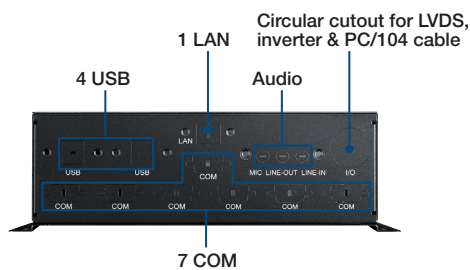 Circular cutout for LVDS,
inverter & PC/104 cable
1 LAN
4 USB
Audio
LAN
USB
USB
COM
MIC LINE-OUT LINE-IN
I/O
COM
COM
COM
COM
COM
COM
7 COM